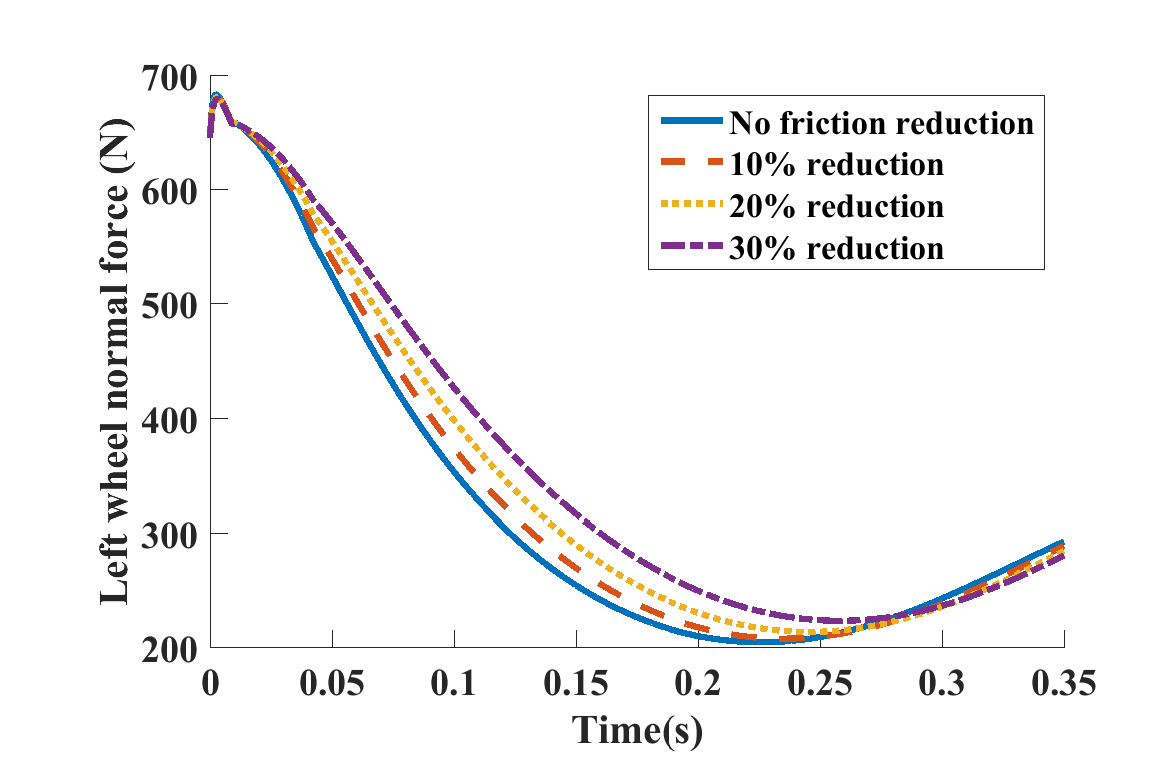 700
600
500
400
300
200
Left wheel normal force (N)
No friction reduction
10% reduction
20% reduction
30% reduction
0 0.05 0.1 0.15 0.2 0.25 0.3 0.35
Time(s)